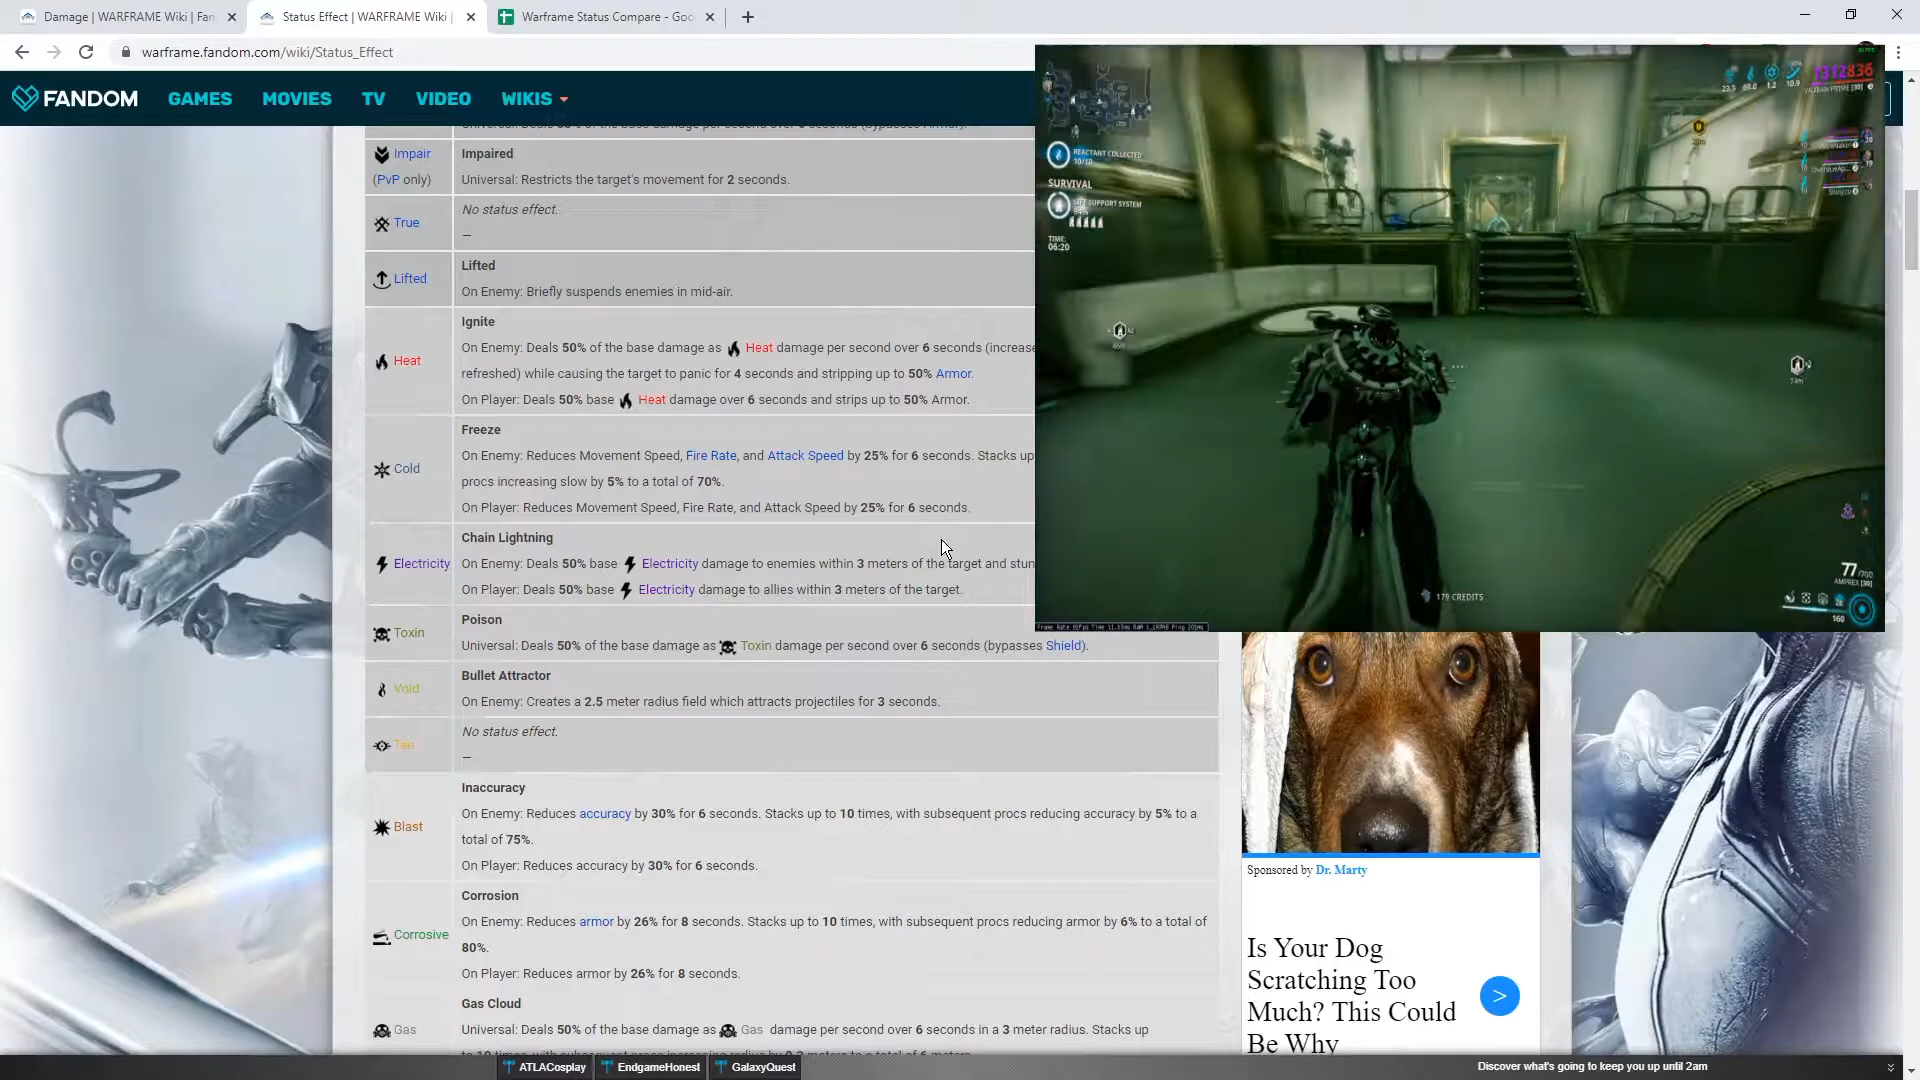 Damage | WARFRAME Wiki | Fan
Status Effect | WARFRAME Wiki |
Warframe Status Compare - Goo
warframe.fandom.com/wiki/Status_Effect
FANDOM
GAMES
MOVIES
TV
VIDEO
WIKIS
Impair
(PvP only)
Impaired
Universal: Restricts the target's movement for 2 seconds.
True
No status effect.
—
Lifted
Lifted
On Enemy: Briefly suspends enemies in mid-air.
Heat
Ignite
On Enemy: Deals 50% of the base damage as Heat damage per second over 6 seconds (increase
refreshed) while causing the target to panic for 4 seconds and stripping up to 50% Armor.
On Player: Deals 50% base Heat damage over 6 seconds and strips up to 50% Armor.
Cold
Freeze
On Enemy: Reduces Movement Speed, Fire Rate, and Attack Speed by 25% for 6 seconds. Stacks up
procs increasing slow by 5% to a total of 70%.
On Player: Reduces Movement Speed, Fire Rate, and Attack Speed by 25% for 6 seconds.
Electricity
Chain Lightning
On Enemy: Deals 50% base Electricity damage to enemies within 3 meters of the target and stun
On Player: Deals 50% base Electricity damage to allies within 3 meters of the target.
Toxin
Poison
Universal: Deals 50% of the base damage as Toxin damage per second over 6 seconds (bypasses Shield).
Void
Bullet Attractor
On Enemy: Creates a 2.5 meter radius field which attracts projectiles for 3 seconds.
Tau
No status effect.
—
Blast
Inaccuracy
On Enemy: Reduces accuracy by 30% for 6 seconds. Stacks up to 10 times, with subsequent procs reducing accuracy by 5% to a
total of 75%.
On Player: Reduces accuracy by 30% for 6 seconds.
Corrosive
Corrosion
On Enemy: Reduces armor by 26% for 8 seconds. Stacks up to 10 times, with subsequent procs reducing armor by 6% to a total of
80%.
On Player: Reduces armor by 26% for 8 seconds.
Gas
Gas Cloud
Universal: Deals 50% of the base damage as Gas damage per second over 6 seconds in a 3 meter radius. Stacks up
REACTANT COLLECTED
10/10
SURVIVAL
LIFE SUPPORT SYSTEM
TIME:
06:20
179 CREDITS
77/700
AMPREX [30]
160
Sponsored by Dr. Marty
Is Your Dog
Scratching Too
Much? This Could
Be Why
>
ATLACosplay
EndgameHonest
GalaxyQuest
Discover what's going to keep you up until 2am